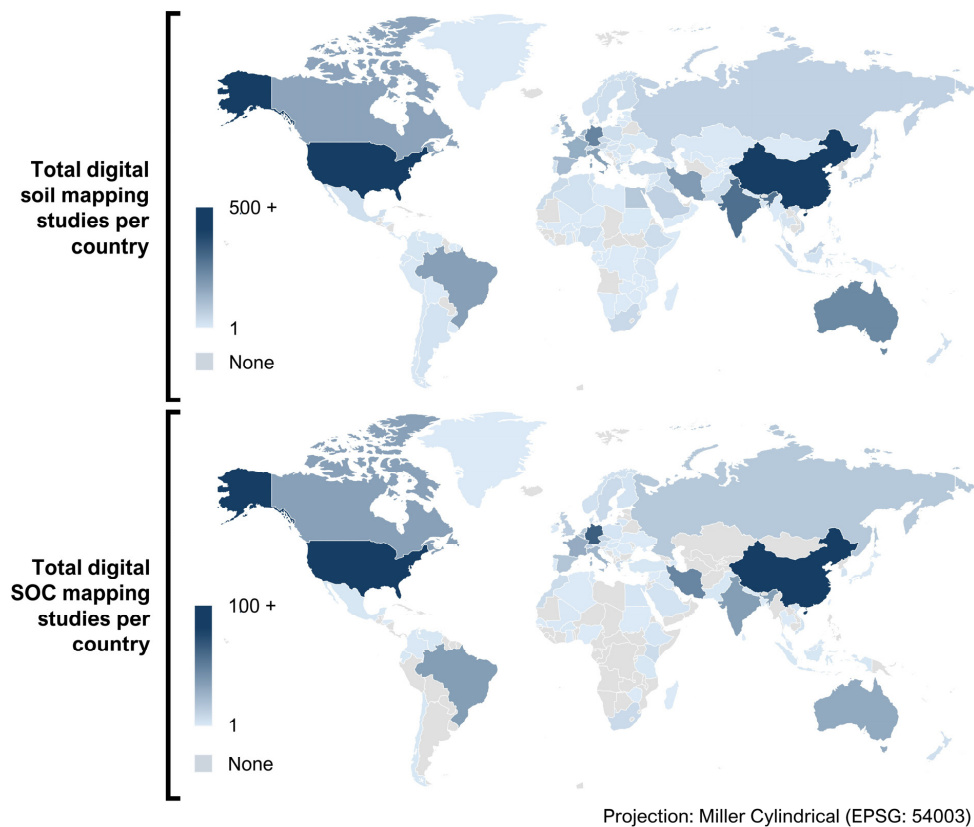 Total digital
soil mapping
studies per
country
500 +
1
None
Total digital
SOC mapping
studies per
country
100 +
1
None
Projection: Miller Cylindrical (EPSG: 54003)